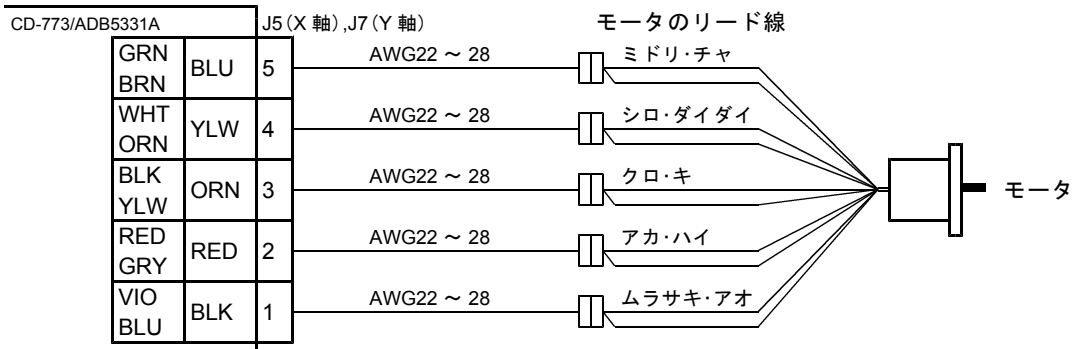 CD-773/ADB5331A J5(X 軸),J7(Y 軸) モータのリード線
GRN BLU 5 AWG22 ~ 28 ミドリ・チャ
BRN
WHT YLW 4 AWG22 ~ 28 シロ・ダイダイ
ORN
BLK ORN 3 AWG22 ~ 28 クロ・キ
YLW
モータ
RED RED 2 AWG22 ~ 28 アカ・ハイ
GRY
VIO BLK 1 AWG22 ~ 28 ムラサキ・アオ
BLU